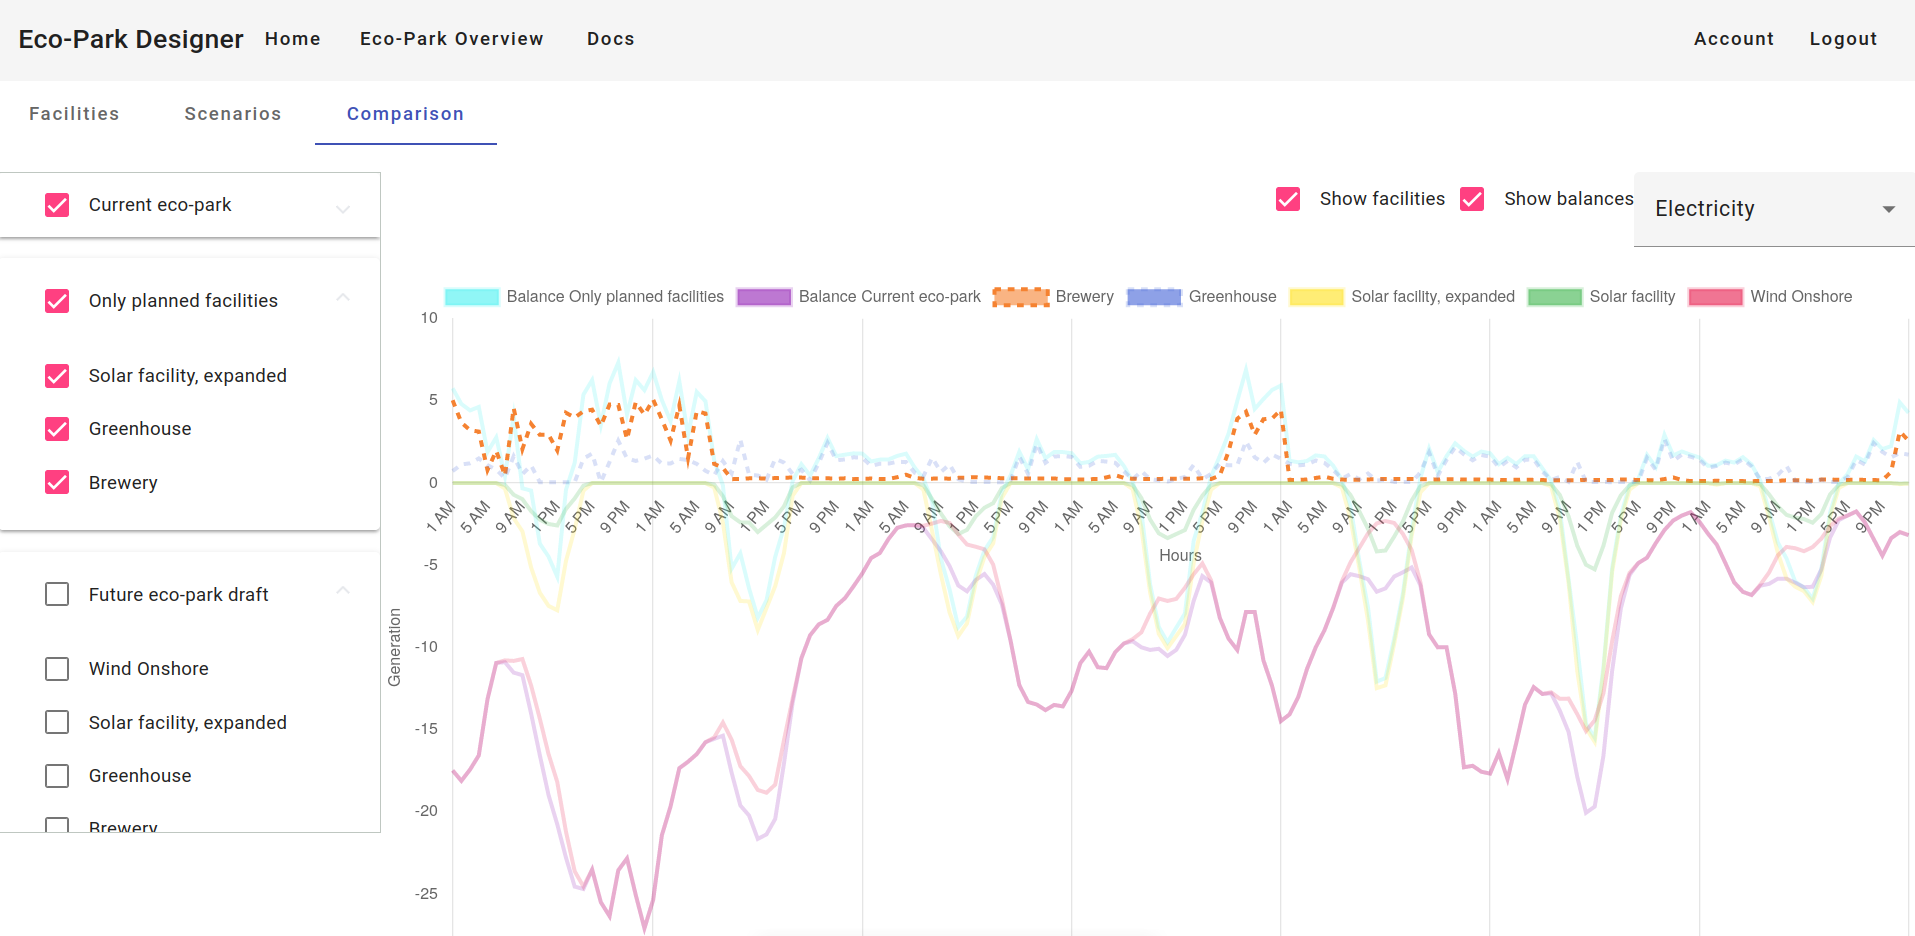 Eco-Park Designer Home Eco-Park Overview Docs Account Logout
Facilities Scenarios Comparison
Current eco-park
Only planned facilities
Solar facility, expanded
Greenhouse
Brewery
Future eco-park draft
Wind Onshore
Solar facility, expanded
Greenhouse
Brewery
Show facilities Show balances Electricity
Balance Only planned facilities Balance Current eco-park Brewery Greenhouse Solar facility, expanded Solar facility Wind Onshore
10
5
0
-5
-10
-15
-20
-25
Generation
1 AM 5 AM 9 AM 1 PM 5 PM 9 PM 1 AM 5 AM 9 AM 1 PM 5 PM 9 PM 1 AM 5 AM 9 AM 1 PM 5 PM 9 PM 1 AM 5 AM 9 AM 1 PM 5 PM 9 PM 1 AM 5 AM 9 AM 1 PM 5 PM 9 PM 1 AM 5 AM 9 AM 1 PM 5 PM 9 PM 1 AM 5 AM 9 AM 1 PM 5 PM 9 PM
Hours